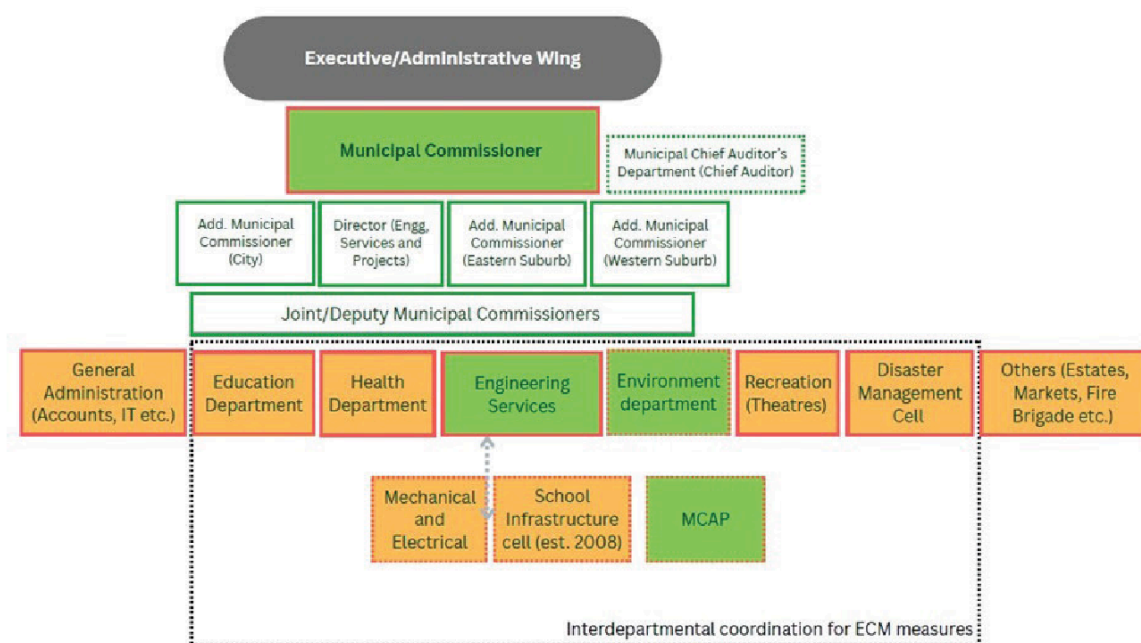 Executive/Administrative Wing
Municipal Commissioner
Municipal Chief Auditor's
Department (Chief Auditor)
Add. Municipal
Commissioner
(City)
Director (Engg,
Services and
Projects)
Add. Municipal
Commissioner
(Eastern Suburb)
Add. Municipal
Commissioner
(Western Suburb)
Joint/Deputy Municipal Commissioners
General
Administration
(Accounts, IT etc.)
Education
Department
Health
Department
Engineering
Services
Environment
department
Recreation
(Theatres)
Disaster
Management
Cell
Others (Estates,
Markets, Fire
Brigade etc.)
Mechanical
and
Electrical
School
Infrastructure
cell (est. 2008)
MCAP
Interdepartmental coordination for ECM measures